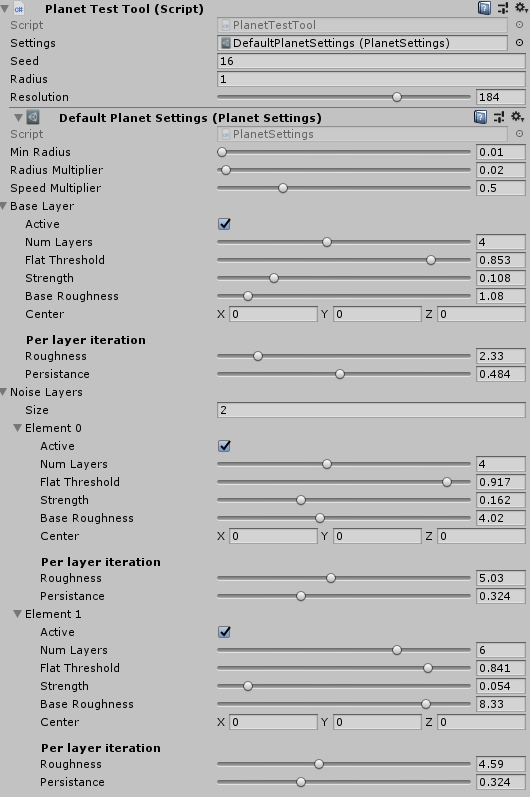 Planet Test Tool (Script)
Script PlanetTestTool
Settings DefaultPlanetSettings (PlanetSettings)
Seed 16
Radius 1
Resolution 184
Default Planet Settings (Planet Settings)
Script PlanetSettings
Min Radius 0.01
Radius Multiplier 0.02
Speed Multiplier 0.5
Base Layer
Active
Num Layers 4
Flat Threshold 0.853
Strength 0.108
Base Roughness 1.08
Center X 0 Y 0 Z 0
Per layer iteration
Roughness 2.33
Persistance 0.484
Noise Layers
Size 2
Element 0
Active
Num Layers 4
Flat Threshold 0.917
Strength 0.162
Base Roughness 4.02
Center X 0 Y 0 Z 0
Per layer iteration
Roughness 5.03
Persistance 0.324
Element 1
Active
Num Layers 6
Flat Threshold 0.841
Strength 0.054
Base Roughness 8.33
Center X 0 Y 0 Z 0
Per layer iteration
Roughness 4.59
Persistance 0.324